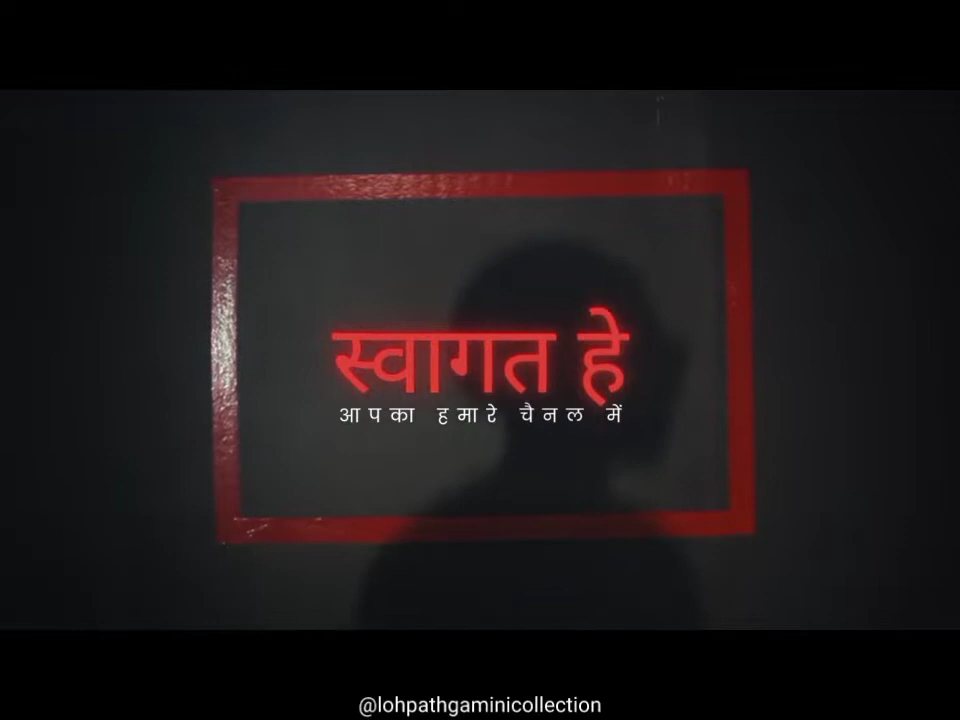 स्वागत हे
आपका हमारे चैनल में
@lohpathgaminicollection